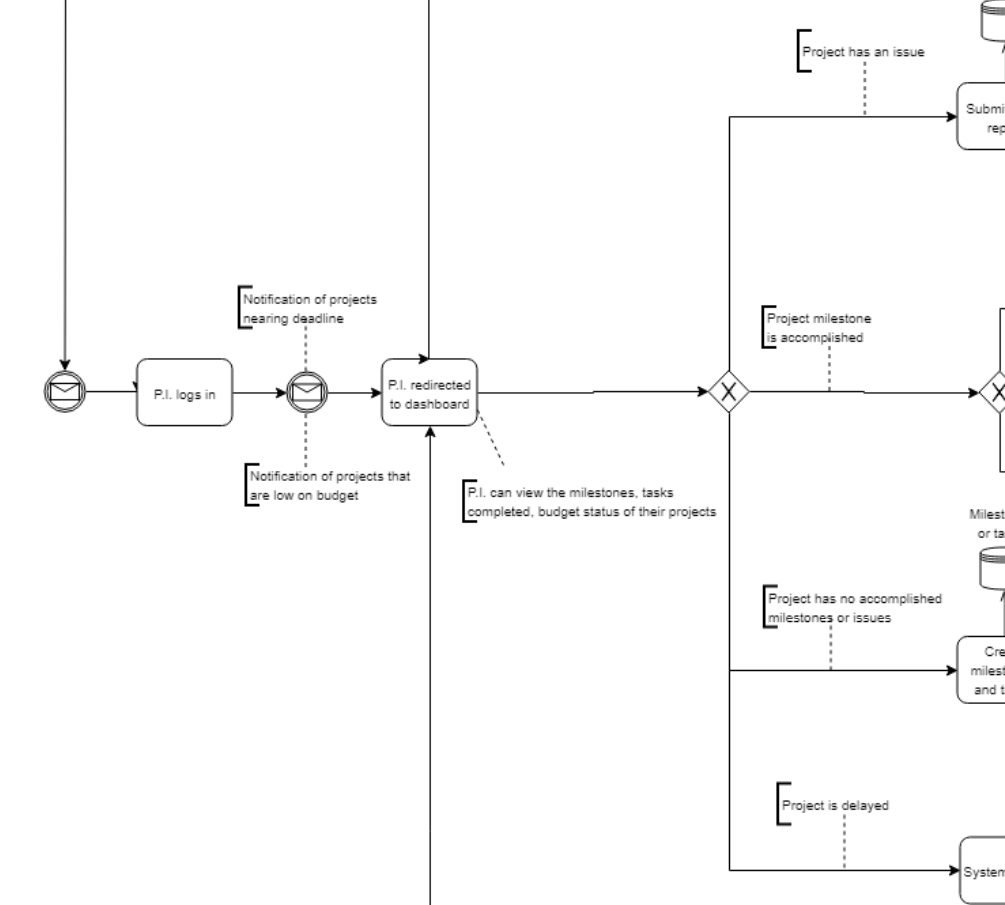 Project has an issue
Submi
rep
Notification of projects
nearing deadline
Project milestone
is accomplished
P.I. logs in
P.I. redirected
to dashboard
Notification of projects that
are low on budget
P.I. can view the milestones, tasks
completed, budget status of their projects
Milest
or ta
Project has no accomplished
milestones or issues
Cre
milest
and t
Project is delayed
System